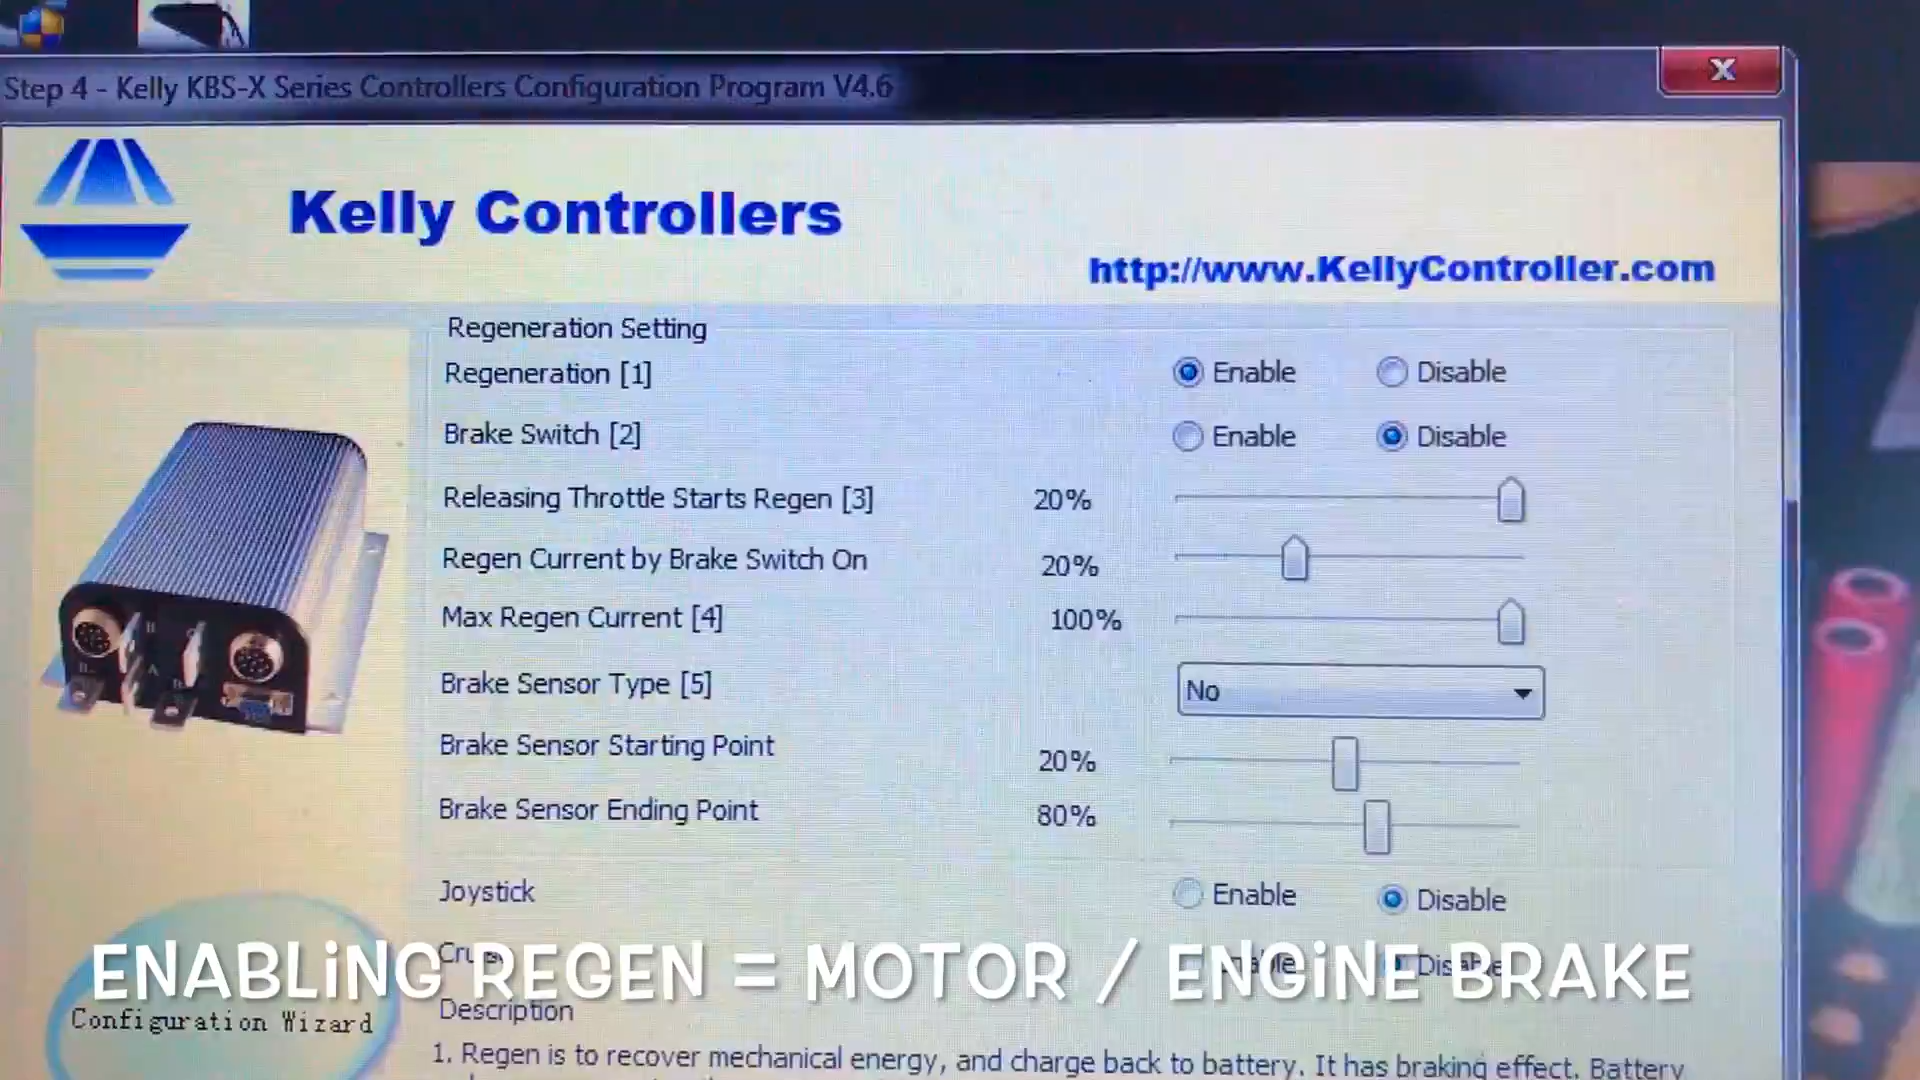 Step 4 - Kelly KBS-X Series Controllers Configuration Program V4.6
X
Kelly Controllers
http://www.KellyController.com
Regeneration Setting
Regeneration [1] Enable Disable
Brake Switch [2] Enable Disable
Releasing Throttle Starts Regen [3] 20%
Regen Current by Brake Switch On 20%
Max Regen Current [4] 100%
Brake Sensor Type [5] No
Brake Sensor Starting Point 20%
Brake Sensor Ending Point 80%
Joystick Enable Disable
Enable Disable
ENABLiNG REGEN = MOTOR / ENGiNE BRAKE
Configuration Wizard
Description
1. Regen is to recover mechanical energy, and charge back to battery. It has braking effect. Battery